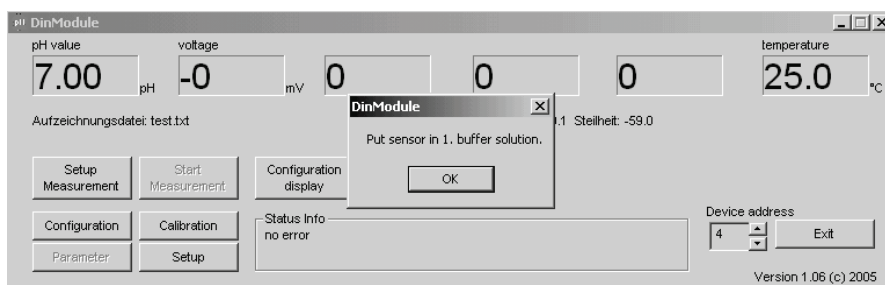 pH DinModule
pH value voltage temperature
7.00 pH -0 mV 0 0 0 25.0 °C
DinModule
Aufzeichnungsdatei: test.txt .1 Steilheit: -59.0
Put sensor in 1. buffer solution.
OK
Setup Measurement
Start Measurement
Configuration display
Configuration
Calibration
Status Info
no error
Parameter
Setup
Device address
4
Exit
Version 1.06 (c) 2005